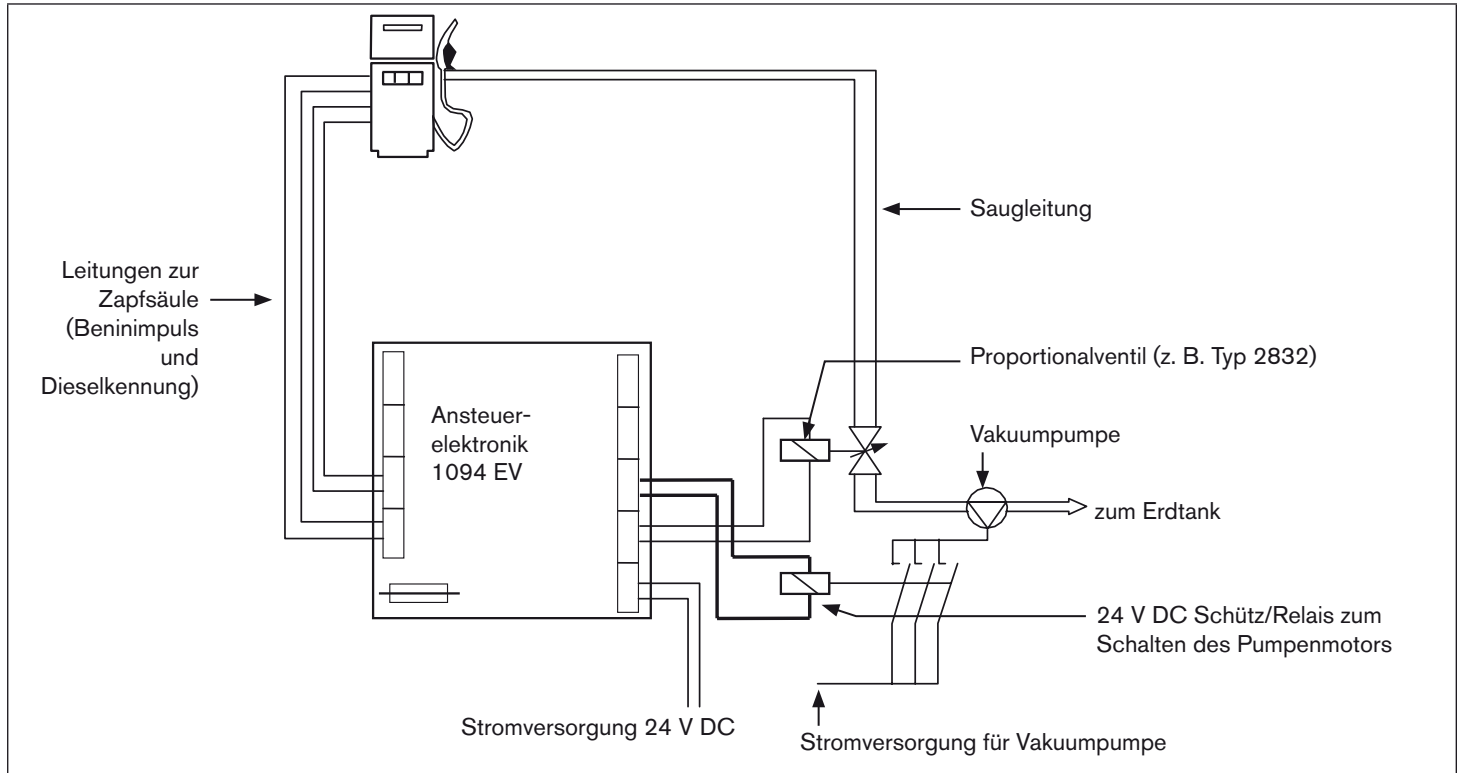 Saugleitung
Leitungen zur
Zapfsäule
(Beninimpuls
und
Dieselkennung)
Proportionalventil (z. B. Typ 2832)
Ansteuer-
elektronik
1094 EV
Vakuumpumpe
zum Erdtank
24 V DC Schütz/Relais zum
Schalten des Pumpenmotors
Stromversorgung 24 V DC
Stromversorgung für Vakuumpumpe